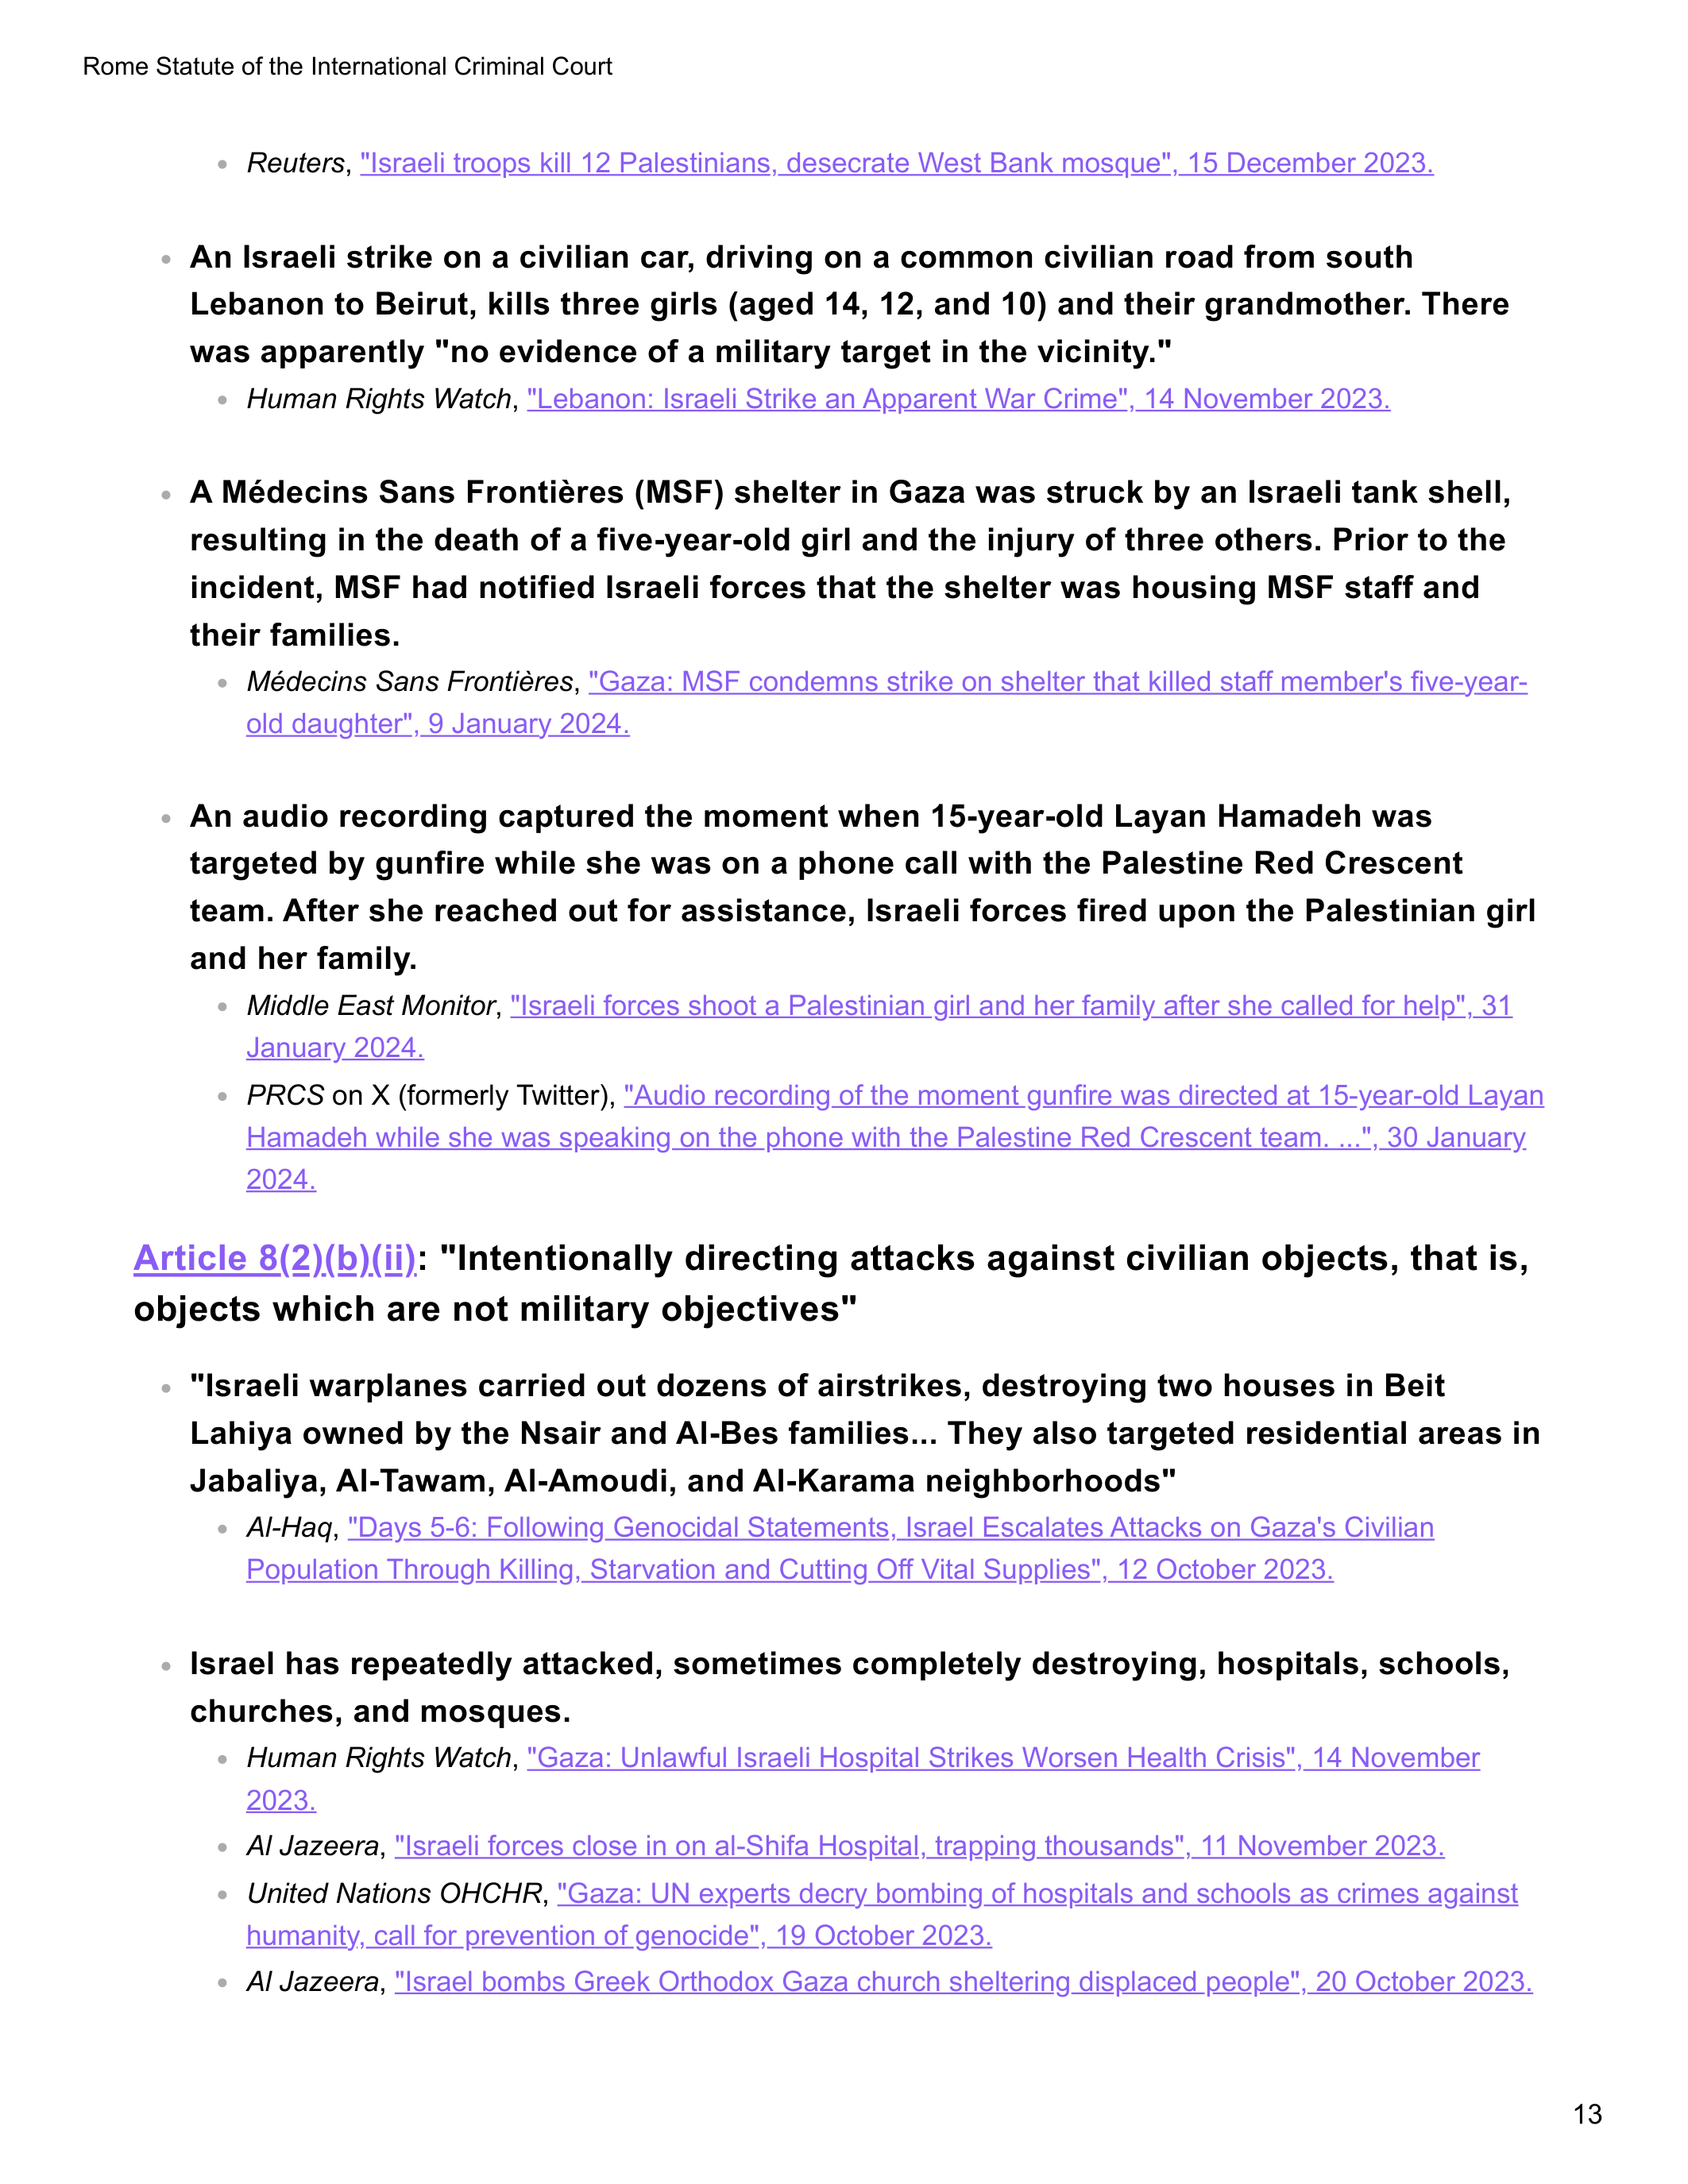 Rome Statute of the International Criminal Court
• Reuters, "Israeli troops kill 12 Palestinians, desecrate West Bank mosque", 15 December 2023.
• An Israeli strike on a civilian car, driving on a common civilian road from south
Lebanon to Beirut, kills three girls (aged 14, 12, and 10) and their grandmother. There
was apparently "no evidence of a military target in the vicinity."
• Human Rights Watch, "Lebanon: Israeli Strike an Apparent War Crime", 14 November 2023.
• A Médecins Sans Frontières (MSF) shelter in Gaza was struck by an Israeli tank shell,
resulting in the death of a five-year-old girl and the injury of three others. Prior to the
incident, MSF had notified Israeli forces that the shelter was housing MSF staff and
their families.
• Médecins Sans Frontières, "Gaza: MSF condemns strike on shelter that killed staff member's five-year-
old daughter", 9 January 2024.
• An audio recording captured the moment when 15-year-old Layan Hamadeh was
targeted by gunfire while she was on a phone call with the Palestine Red Crescent
team. After she reached out for assistance, Israeli forces fired upon the Palestinian girl
and her family.
• Middle East Monitor, "Israeli forces shoot a Palestinian girl and her family after she called for help", 31
January 2024.
• PRCS on X (formerly Twitter), "Audio recording of the moment gunfire was directed at 15-year-old Layan
Hamadeh while she was speaking on the phone with the Palestine Red Crescent team. ...", 30 January
2024.
Article 8(2)(b)(ii): "Intentionally directing attacks against civilian objects, that is,
objects which are not military objectives"
• "Israeli warplanes carried out dozens of airstrikes, destroying two houses in Beit
Lahiya owned by the Nsair and Al-Bes families... They also targeted residential areas in
Jabaliya, Al-Tawam, Al-Amoudi, and Al-Karama neighborhoods"
• Al-Haq, "Days 5-6: Following Genocidal Statements, Israel Escalates Attacks on Gaza's Civilian
Population Through Killing, Starvation and Cutting Off Vital Supplies", 12 October 2023.
• Israel has repeatedly attacked, sometimes completely destroying, hospitals, schools,
churches, and mosques.
• Human Rights Watch, "Gaza: Unlawful Israeli Hospital Strikes Worsen Health Crisis", 14 November
2023.
• Al Jazeera, "Israeli forces close in on al-Shifa Hospital, trapping thousands", 11 November 2023.
• United Nations OHCHR, "Gaza: UN experts decry bombing of hospitals and schools as crimes against
humanity, call for prevention of genocide", 19 October 2023.
• Al Jazeera, "Israel bombs Greek Orthodox Gaza church sheltering displaced people", 20 October 2023.
13